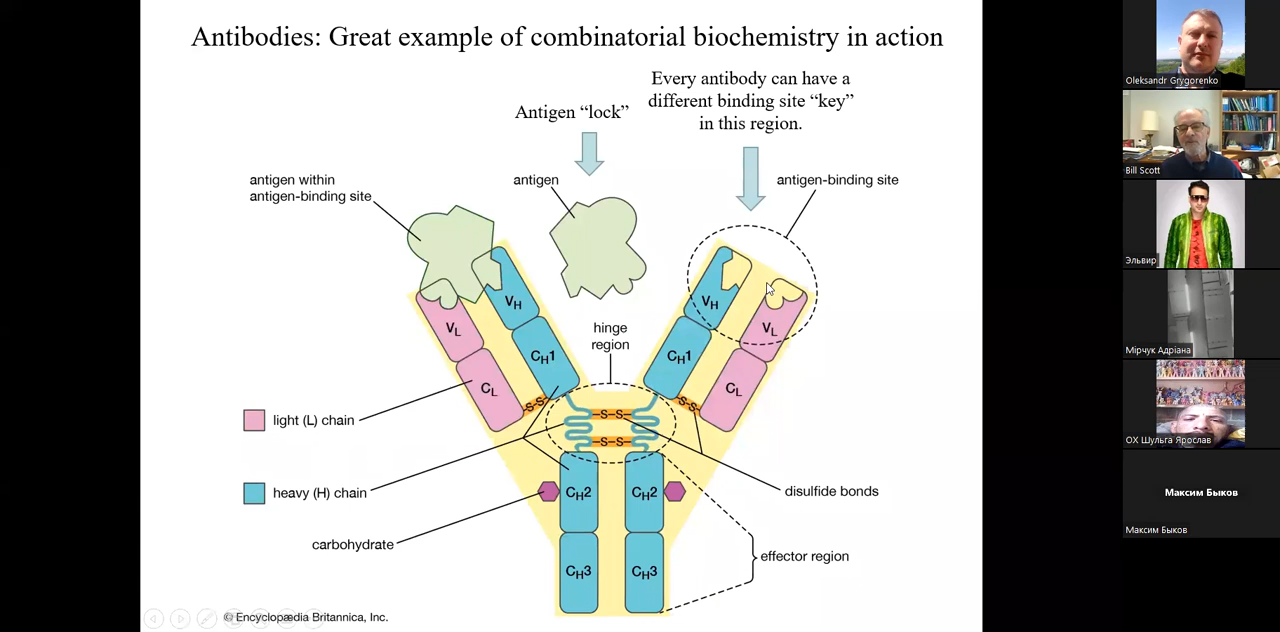 Antibodies: Great example of combinatorial biochemistry in action
Every antibody can have a
different binding site “key”
in this region.
Antigen “lock”
antigen within
antigen-binding site
antigen
antigen-binding site
VH
VH
VL
VL
hinge
region
CH1
CH1
CL
CL
S-S
S-S
light (L) chain
-S-S-
-S-S-
heavy (H) chain
CH2
CH2
disulfide bonds
carbohydrate
effector region
CH3
CH3
© Encyclopædia Britannica, Inc.
Oleksandr Grygorenko
Bill Scott
Эльвир
Мірчук Адріана
ОХ Шульга Ярослав
Максим Быков
Максим Быков